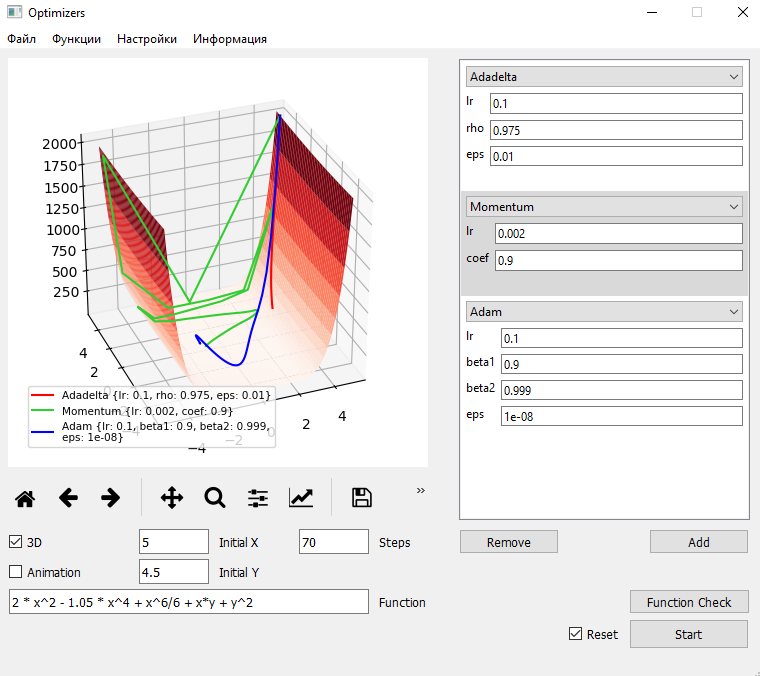 Optimizers
Файл Функции Настройки Информация
2000
1750
1500
1250
1000
750
500
250
4
2
0
−2
−4
−4
−2
0
2
4
Adadelta {lr: 0.1, rho: 0.975, eps: 0.01}
Momentum {lr: 0.002, coef: 0.9}
Adam {lr: 0.1, beta1: 0.9, beta2: 0.999,
eps: 1e-08}
»
3D 5 Initial X 70 Steps
Animation 4.5 Initial Y
2 * x^2 - 1.05 * x^4 + x^6/6 + x*y + y^2 Function
Adadelta
lr 0.1
rho 0.975
eps 0.01
Momentum
lr 0.002
coef 0.9
Adam
lr 0.1
beta1 0.9
beta2 0.999
eps 1e-08
Remove Add
Function Check
Reset Start